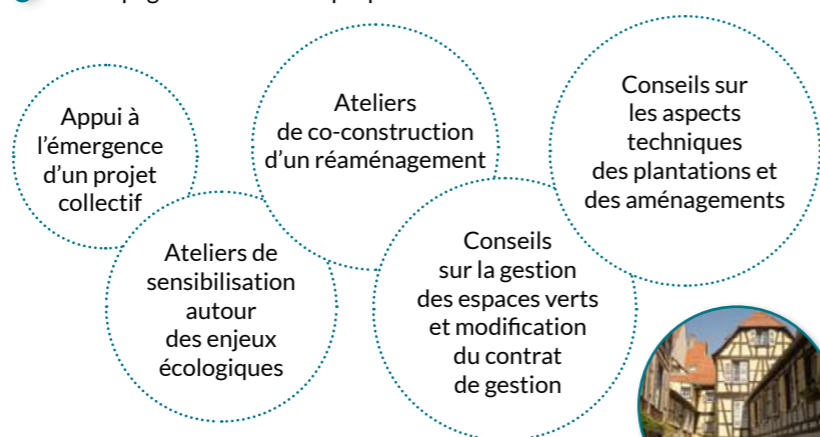 Appui à
l'émergence
d'un projet
collectif
Ateliers de
sensibilisation
autour
des enjeux
écologiques
Ateliers
de co-construction
d'un réaménagement
Conseils
sur la gestion
des espaces verts
et modification
du contrat
de gestion
Conseils sur
les aspects
techniques
des plantations et
des aménagements